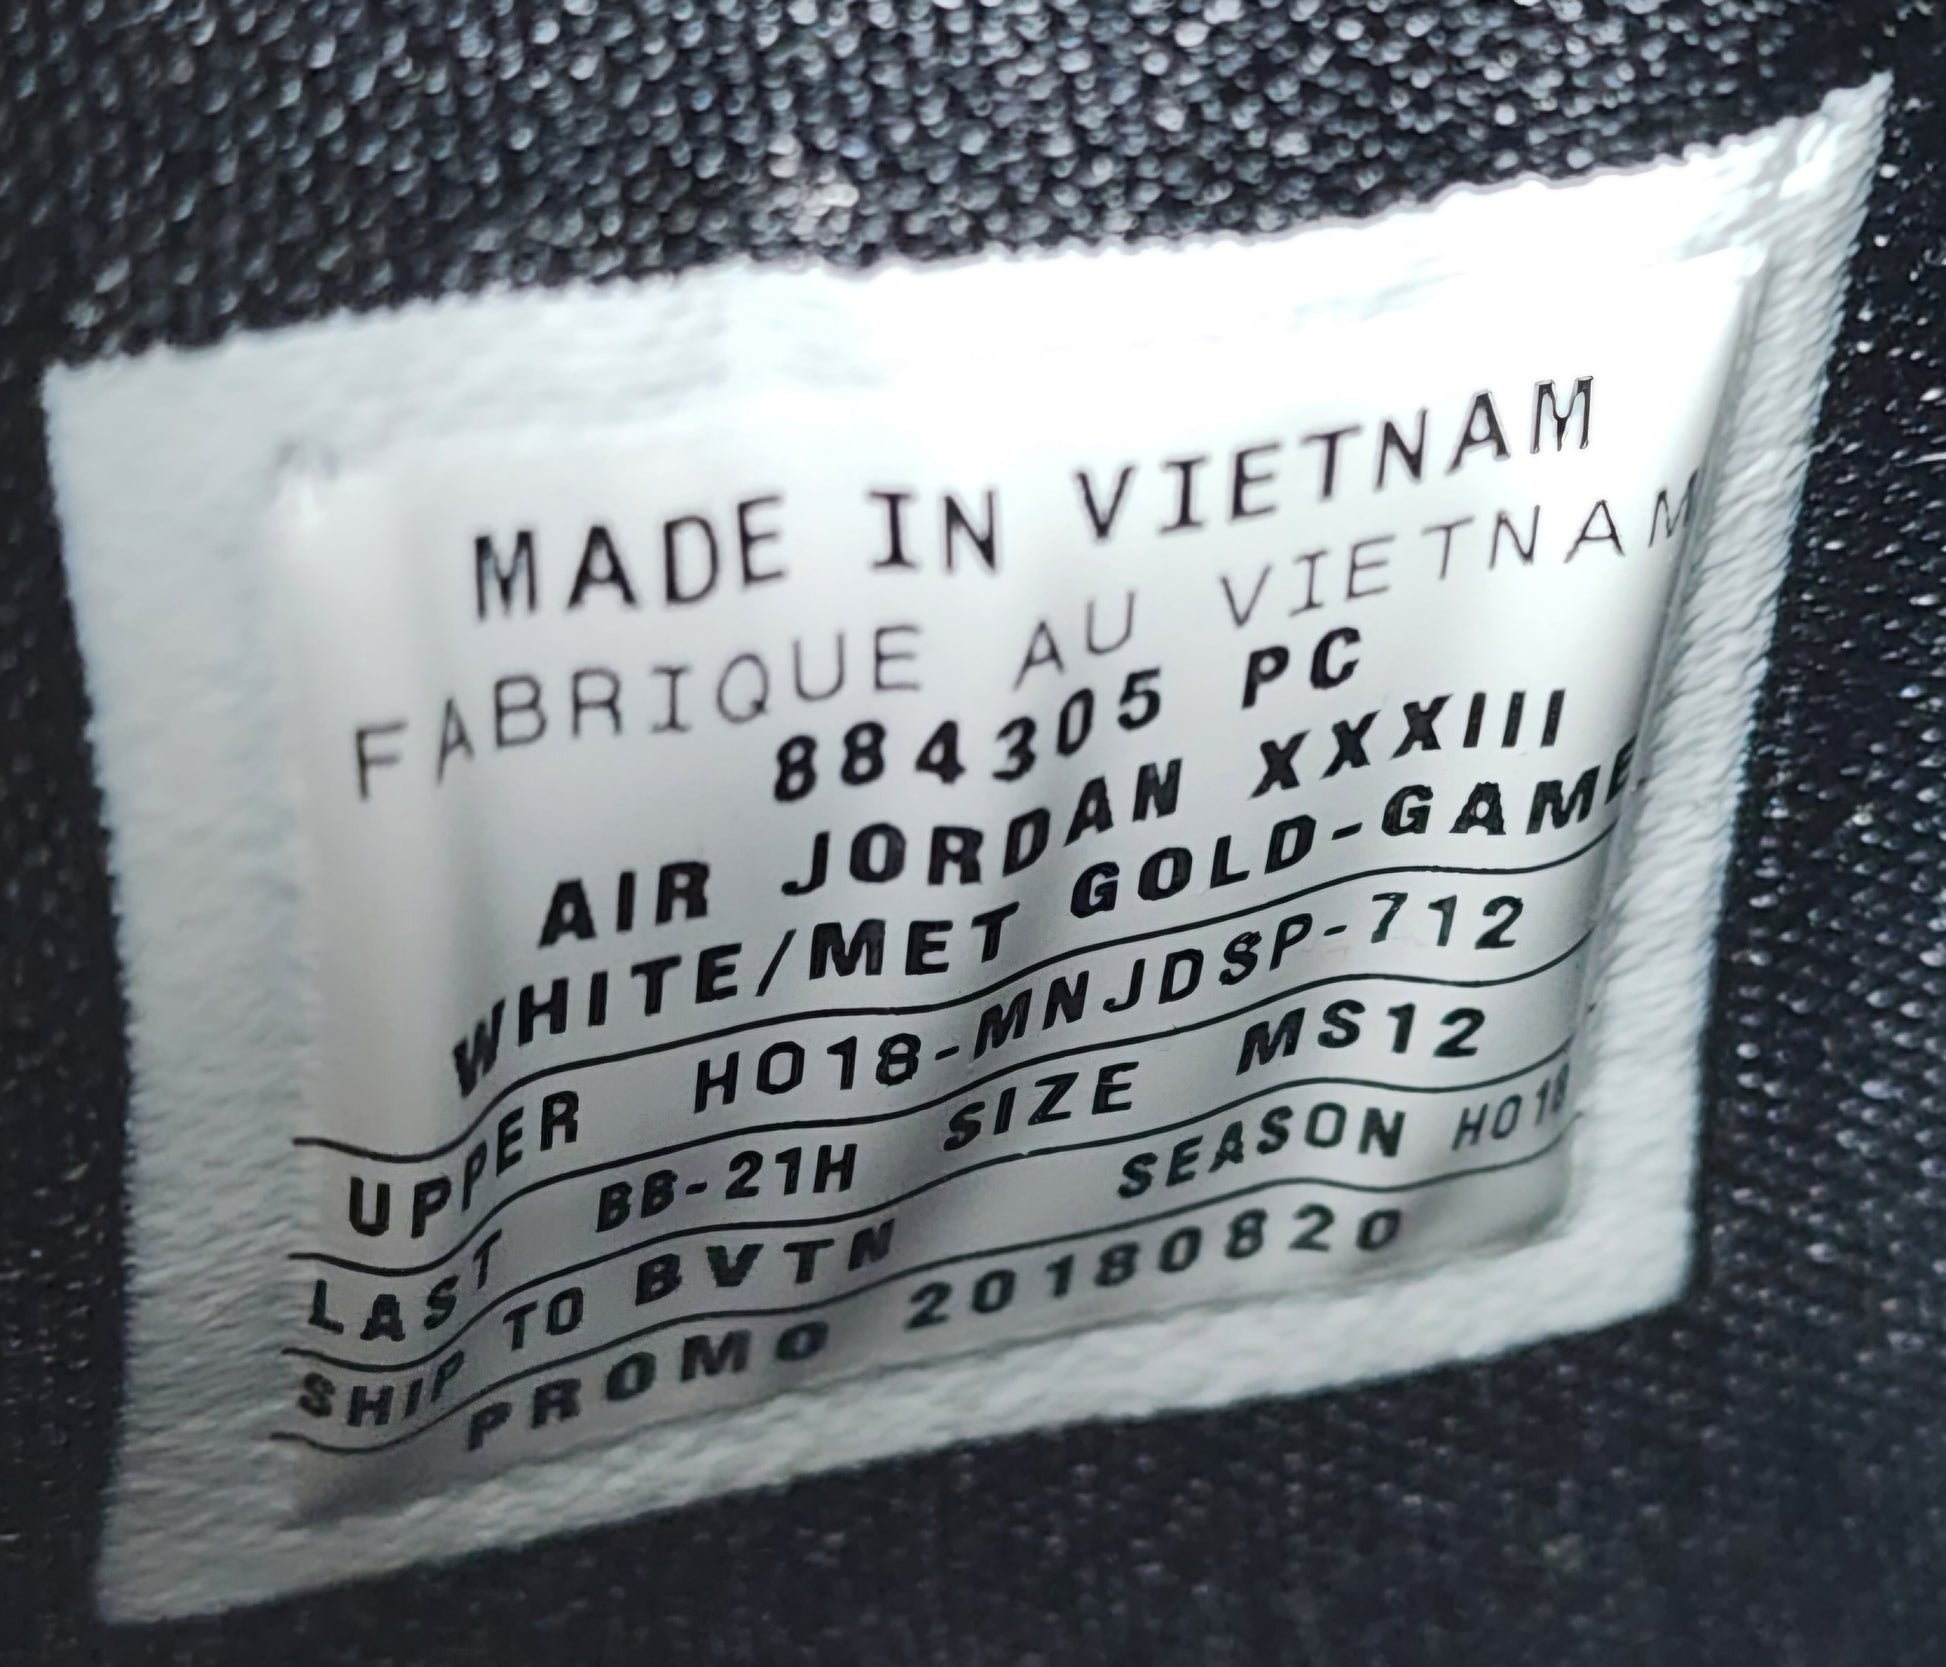 MADE IN VIETNAM
FABRIQUE AU VIETNAM
884305 PC
AIR JORDAN XXXIII
WHITE/MET GOLD-GAME
UPPER HO18-MNJDSP-712
LAST BB-21H SIZE MS12
SHIP TO BVTN SEASON HO18
PROMO 20180820